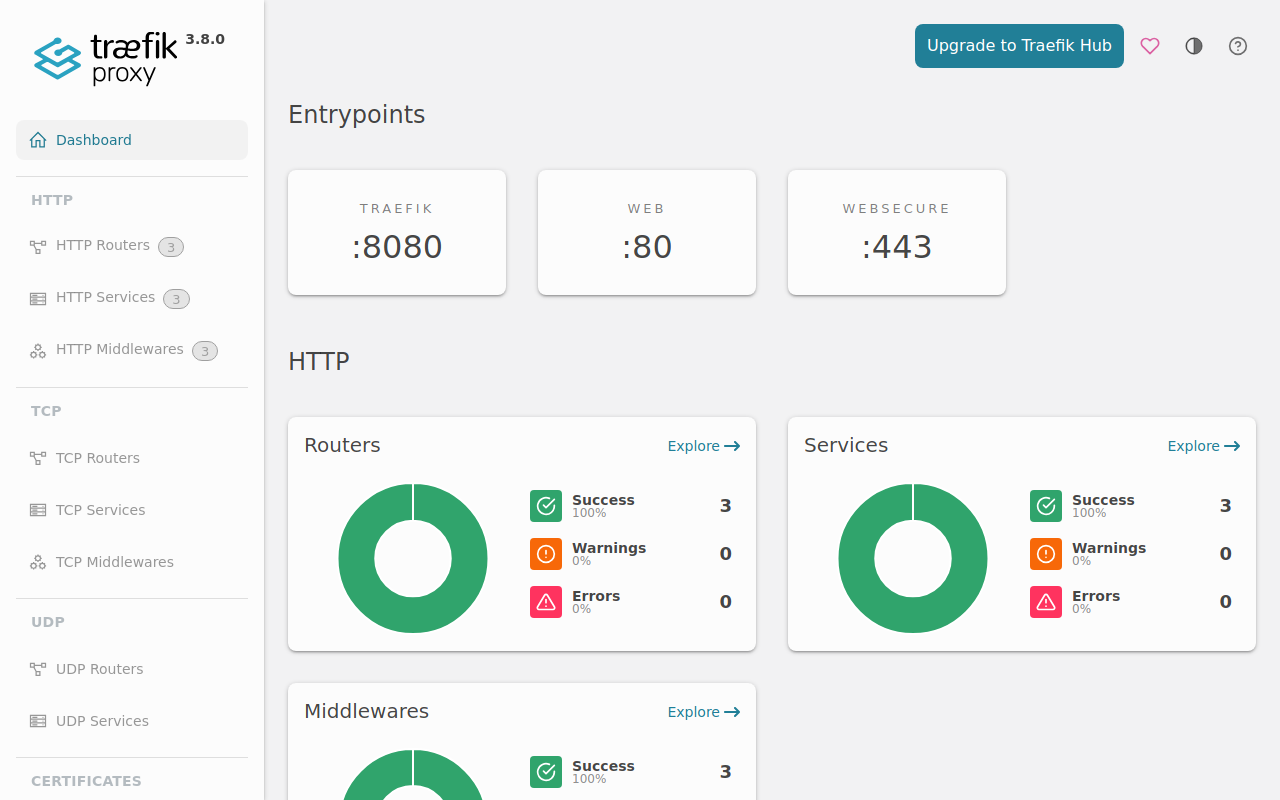 træfik 3.8.0
proxy
Upgrade to Traefik Hub
Dashboard
HTTP
HTTP Routers 3
HTTP Services 3
HTTP Middlewares 3
TCP
TCP Routers
TCP Services
TCP Middlewares
UDP
UDP Routers
UDP Services
CERTIFICATES
Entrypoints
TRAEFIK
:8080
WEB
:80
WEBSECURE
:443
HTTP
Routers Explore
Success 3
100%
Warnings 0
0%
Errors 0
0%
Services Explore
Success 3
100%
Warnings 0
0%
Errors 0
0%
Middlewares Explore
Success 3
100%